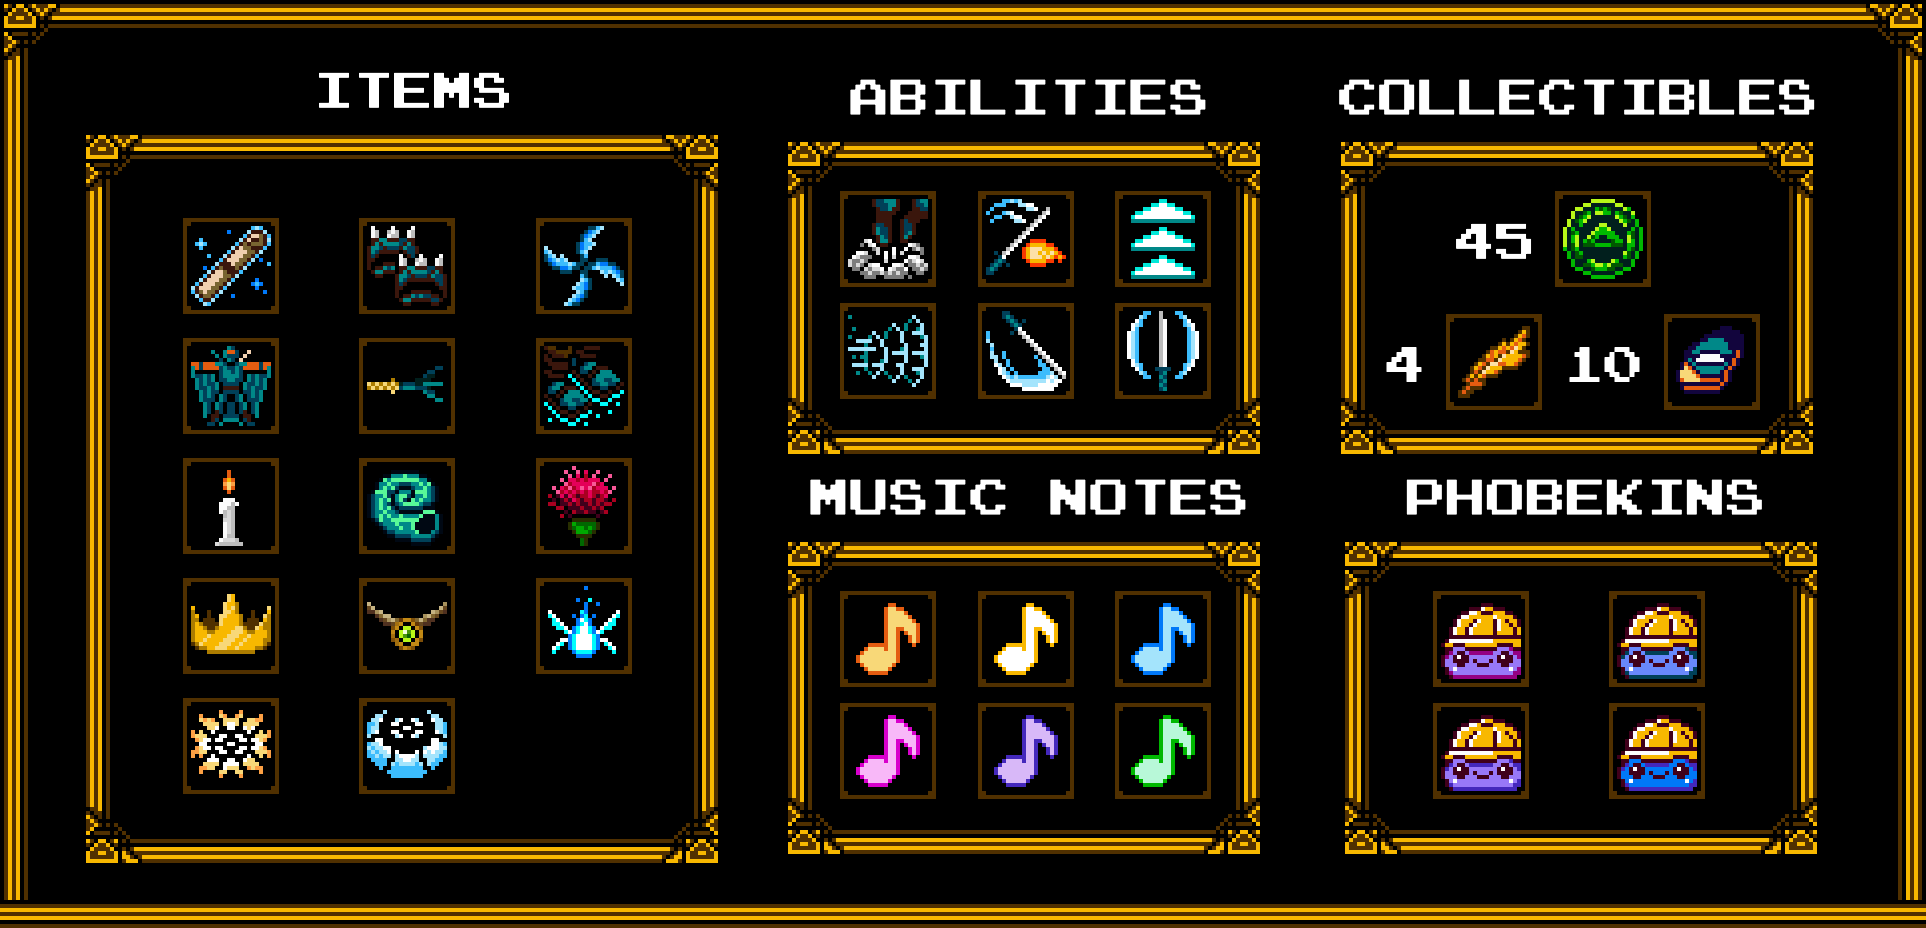 ITEMS
ABILITIES
COLLECTIBLES
45
4
10
MUSIC NOTES
PHOBEKINS